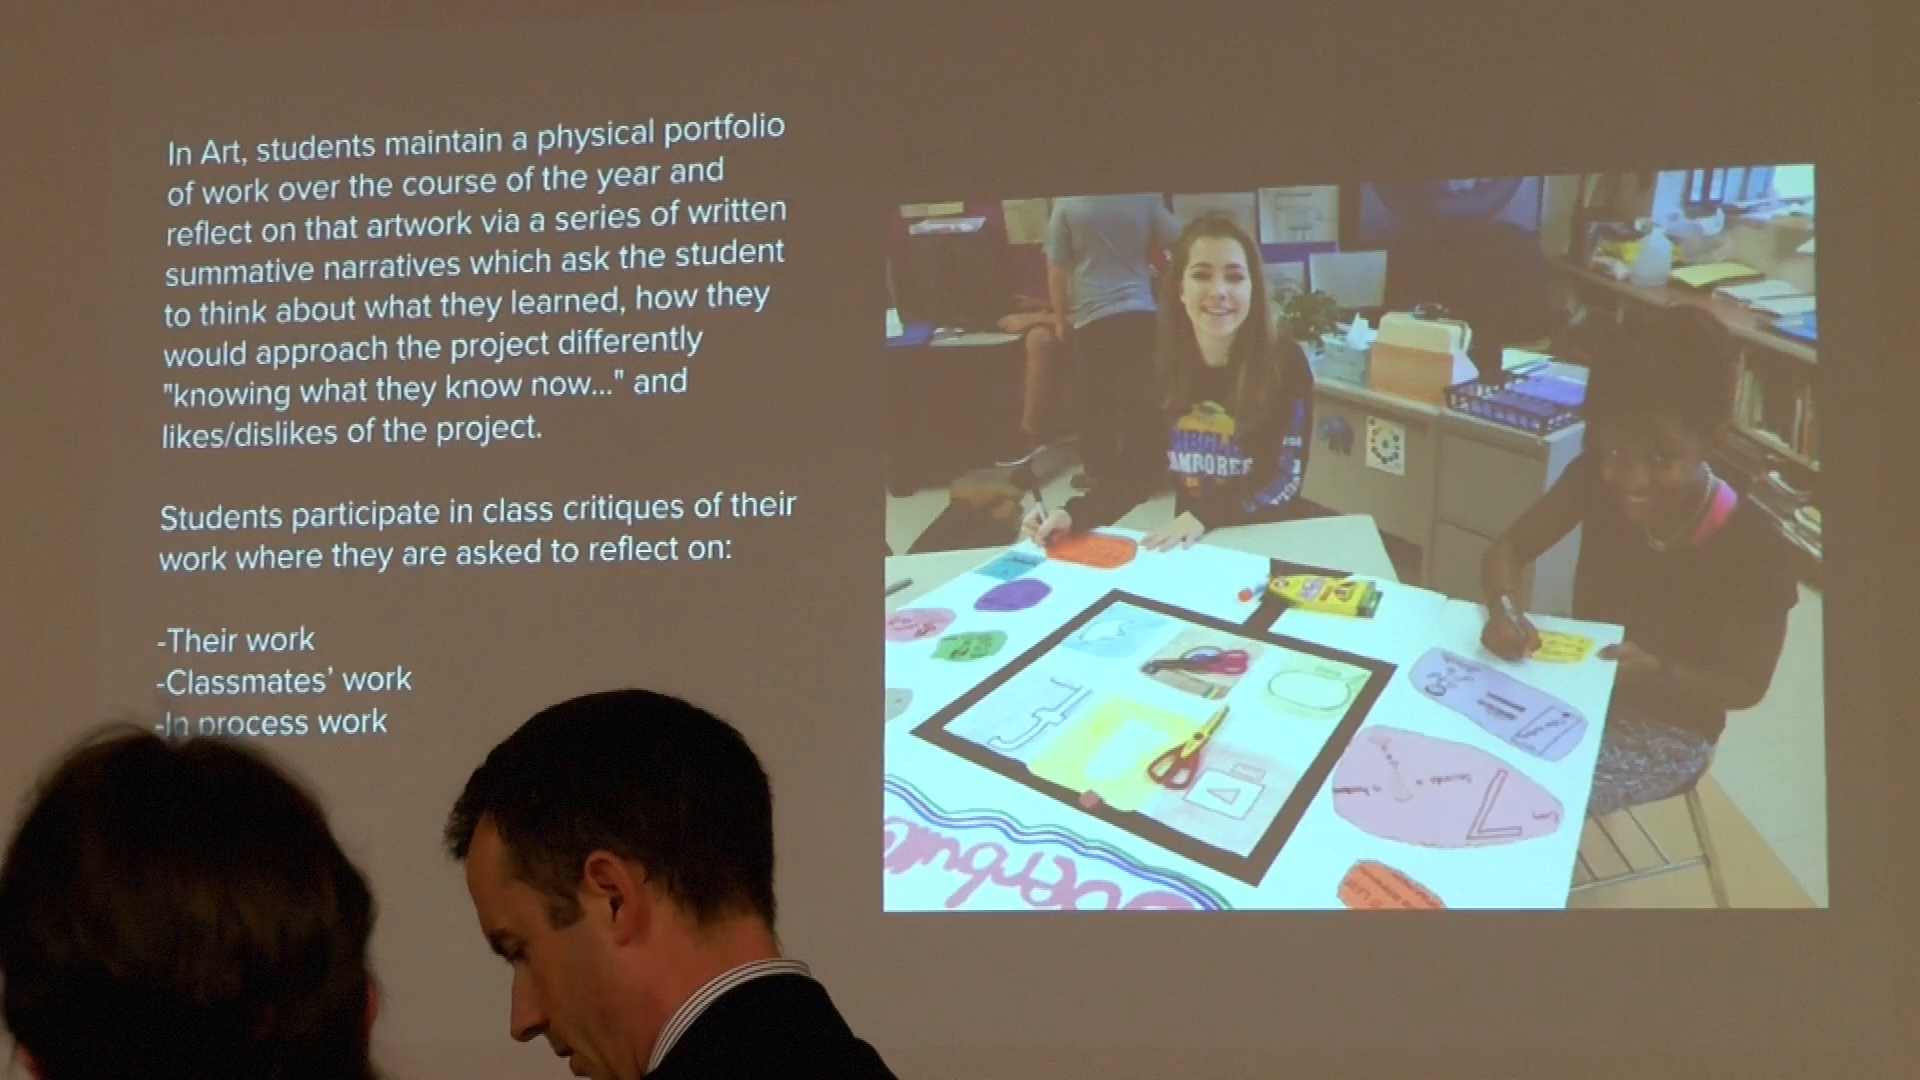 In Art, students maintain a physical portfolio
of work over the course of the year and
reflect on that artwork via a series of written
summative narratives which ask the student
to think about what they learned, how they
would approach the project differently
"knowing what they know now..." and
likes/dislikes of the project.
Students participate in class critiques of their
work where they are asked to reflect on:
-Their work
-Classmates' work
-In process work